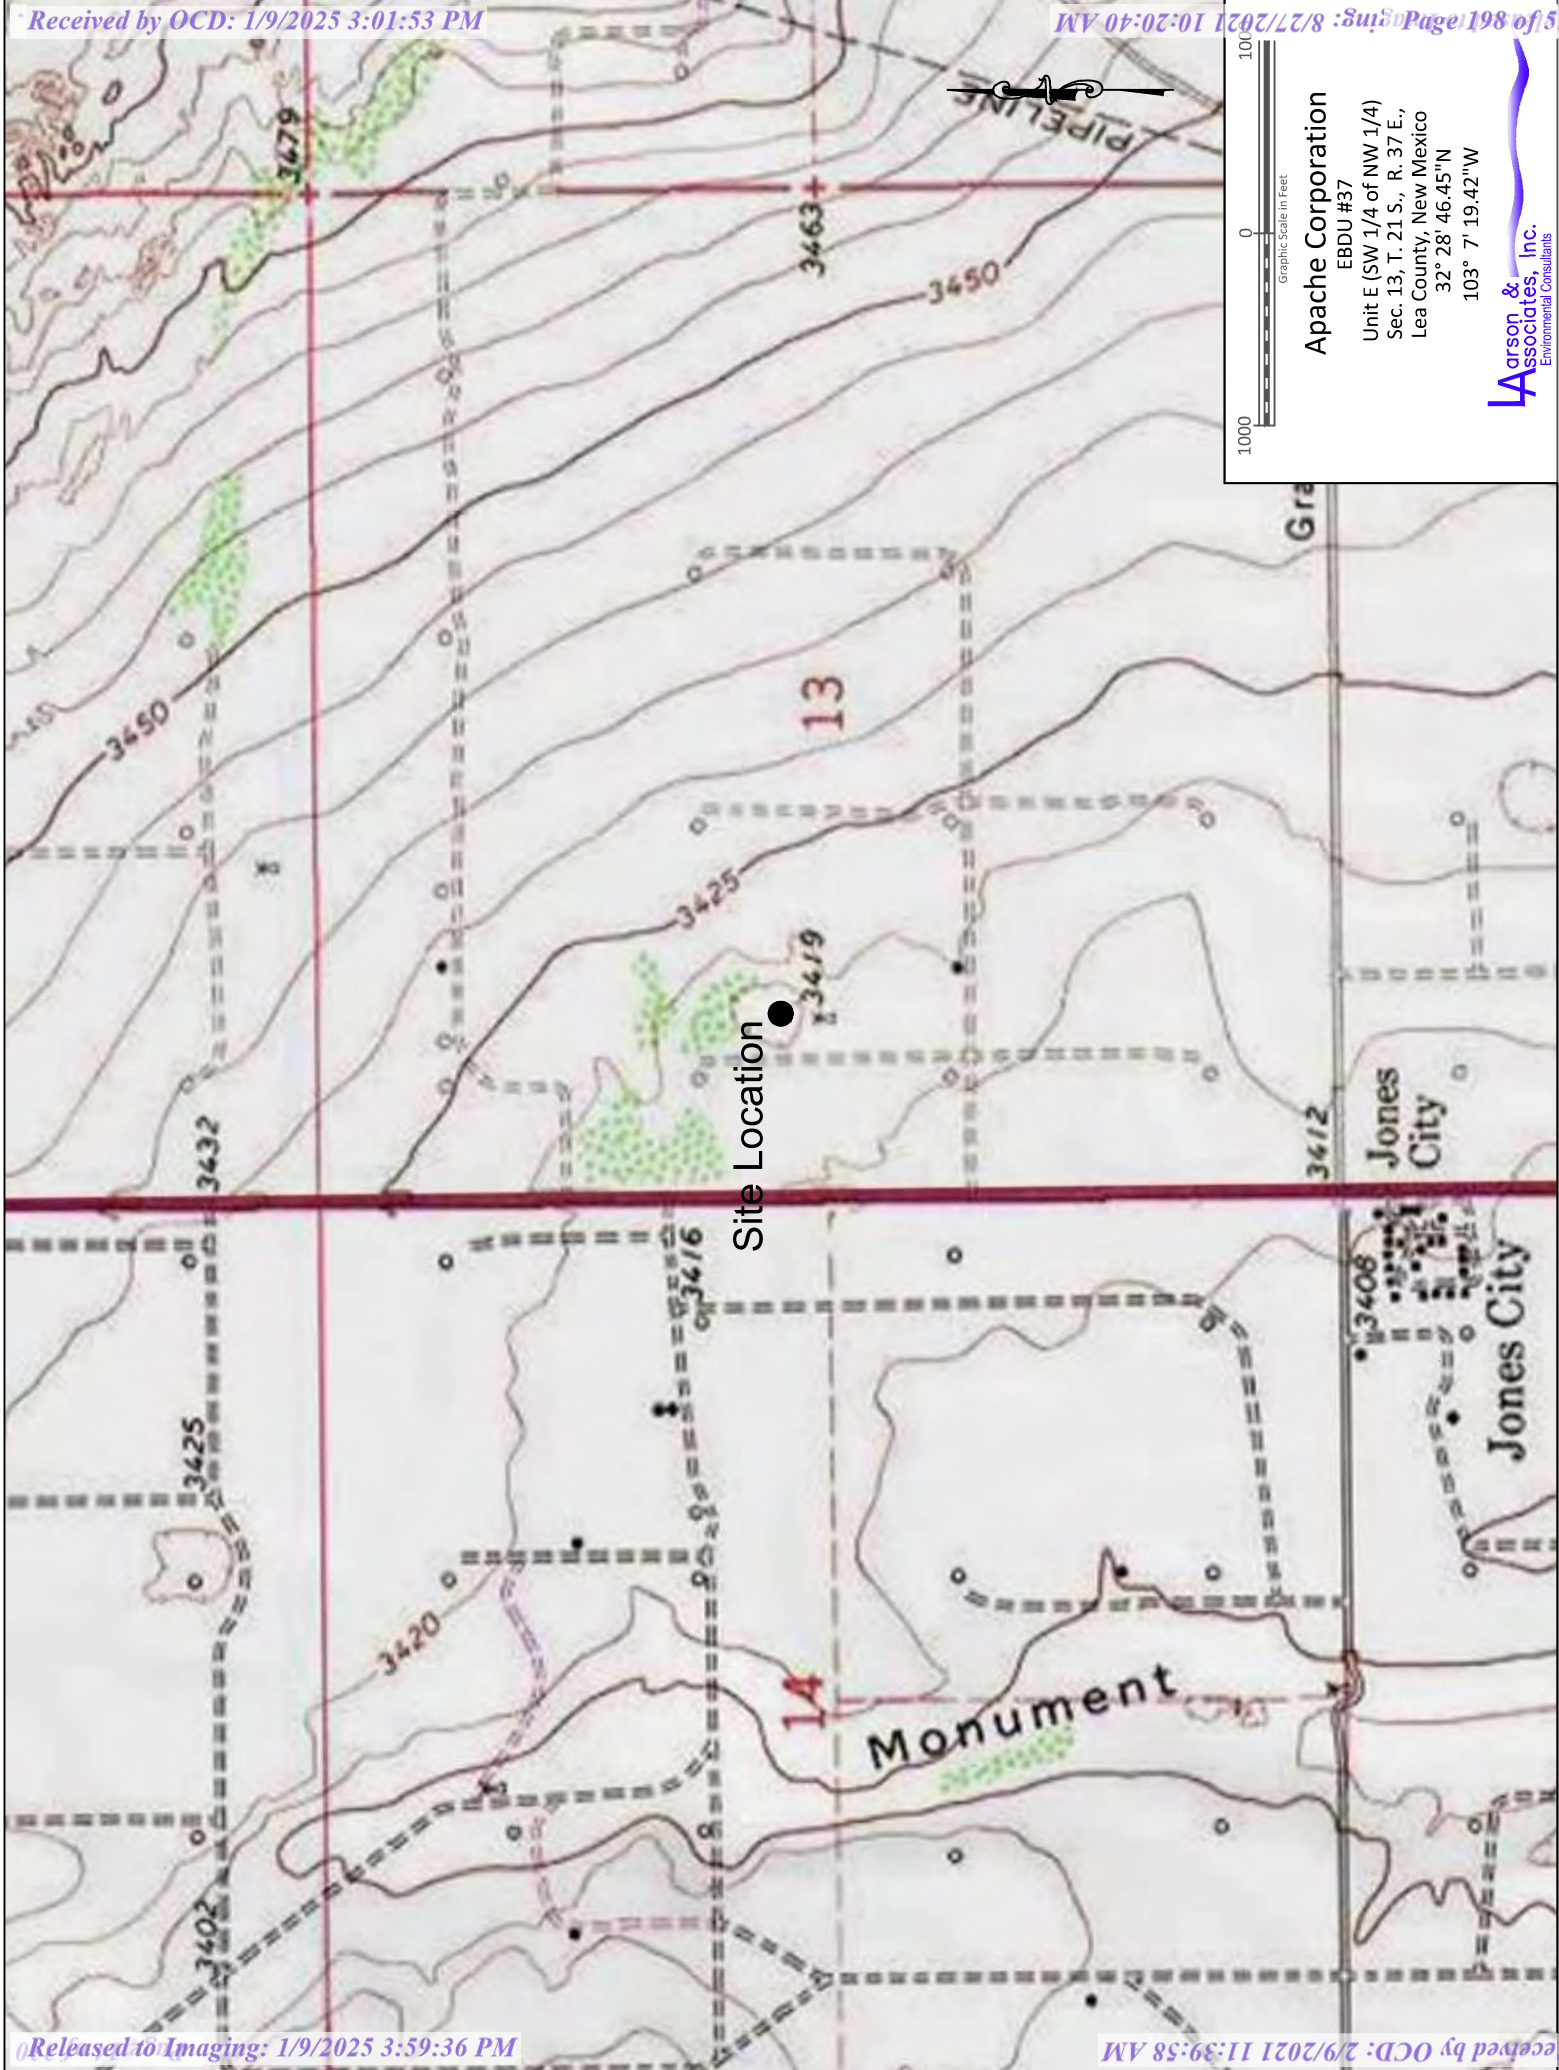 Received by OCD: 1/9/2025 3:01:53 PM
Page 198 of 5
ing: 8/27/2021 10:20:40 AM
3479
PIPELINE
3463
3450
3450
13
3425
3419
Site Location
3432
3416
3412
Jones
City
3408
Jones City
3425
3420
14
Monument
3402
Gra
1000
0
100
Graphic Scale in Feet
Apache Corporation
EBDU #37
Unit E (SW 1/4 of NW 1/4)
Sec. 13, T. 21 S., R. 37 E.,
Lea County, New Mexico
32° 28' 46.45"N
103° 7' 19.42"W
Larson &
Associates, Inc.
Environmental Consultants
Released to Imaging: 1/9/2025 3:59:36 PM
eceived by OCD: 2/9/2021 11:39:58 AM